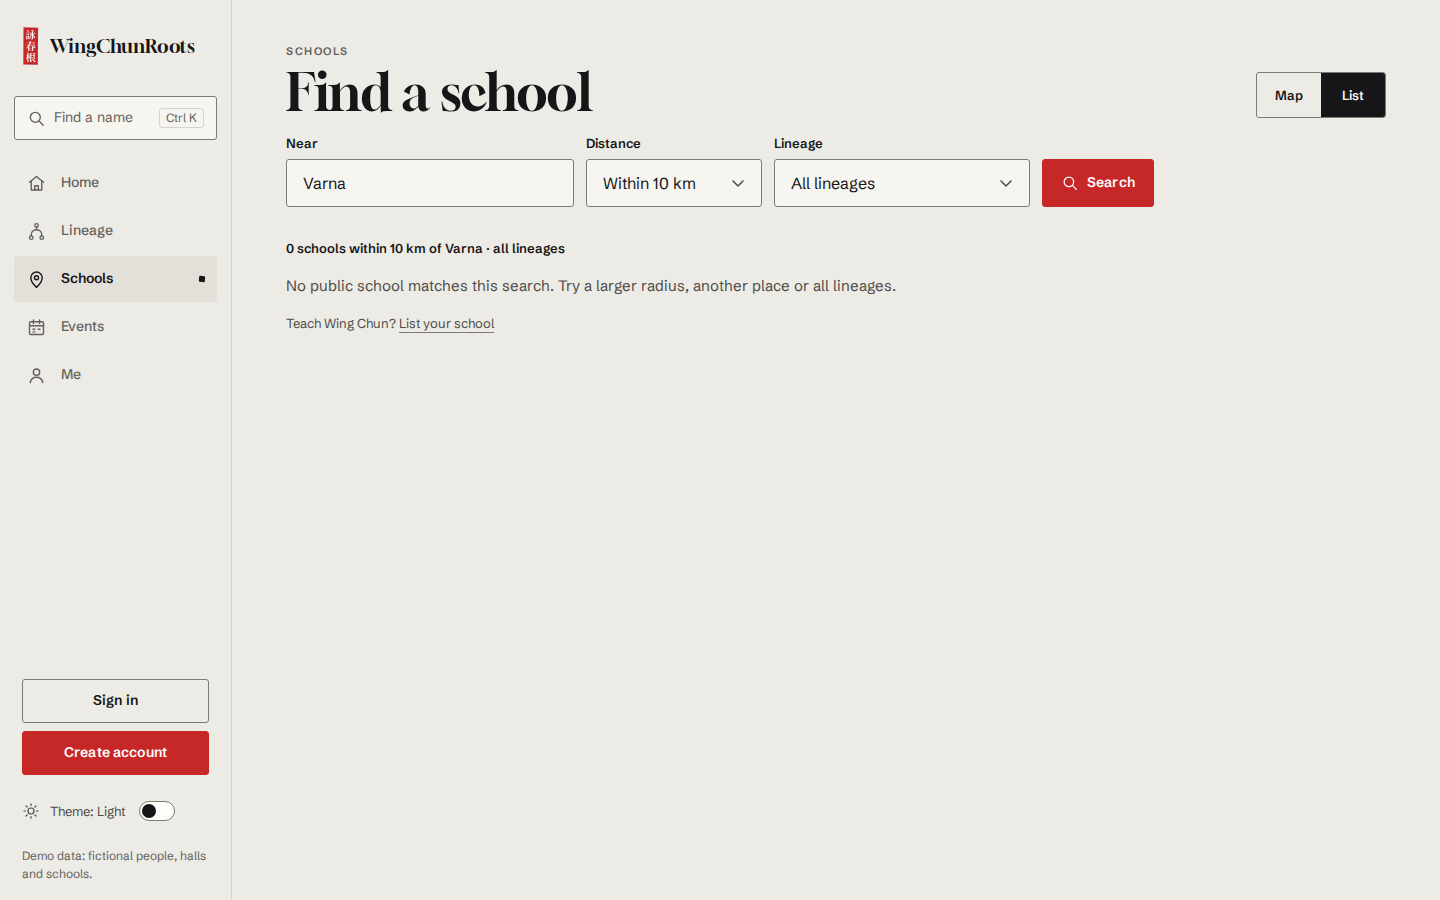 詠春根
WingChunRoots
Find a name
Ctrl K
Home
Lineage
Schools
Events
Me
Sign in
Create account
Theme: Light
Demo data: fictional people, halls
and schools.
SCHOOLS
Find a school
Map
List
Near
Distance
Lineage
Varna
Within 10 km
All lineages
Search
0 schools within 10 km of Varna · all lineages
No public school matches this search. Try a larger radius, another place or all lineages.
Teach Wing Chun? List your school